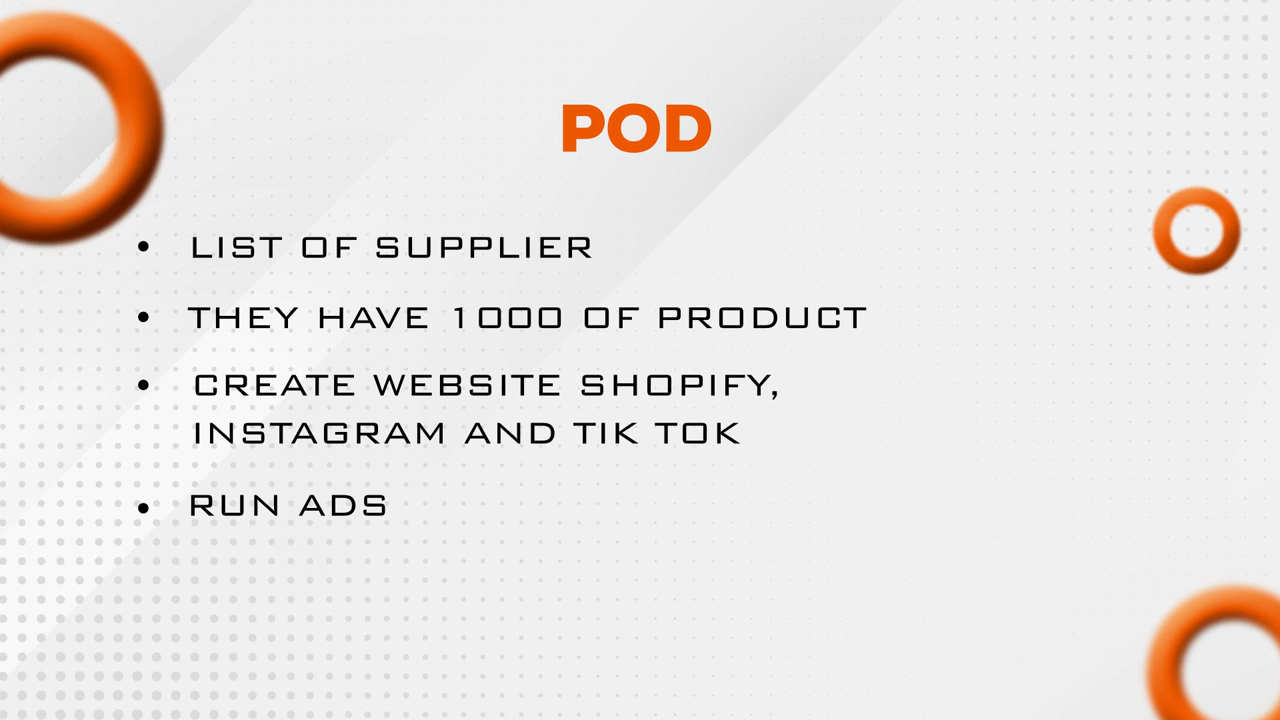 POD
• LIST OF SUPPLIER
• THEY HAVE 1000 OF PRODUCT
• CREATE WEBSITE SHOPIFY,
INSTAGRAM AND TIK TOK
• RUN ADS